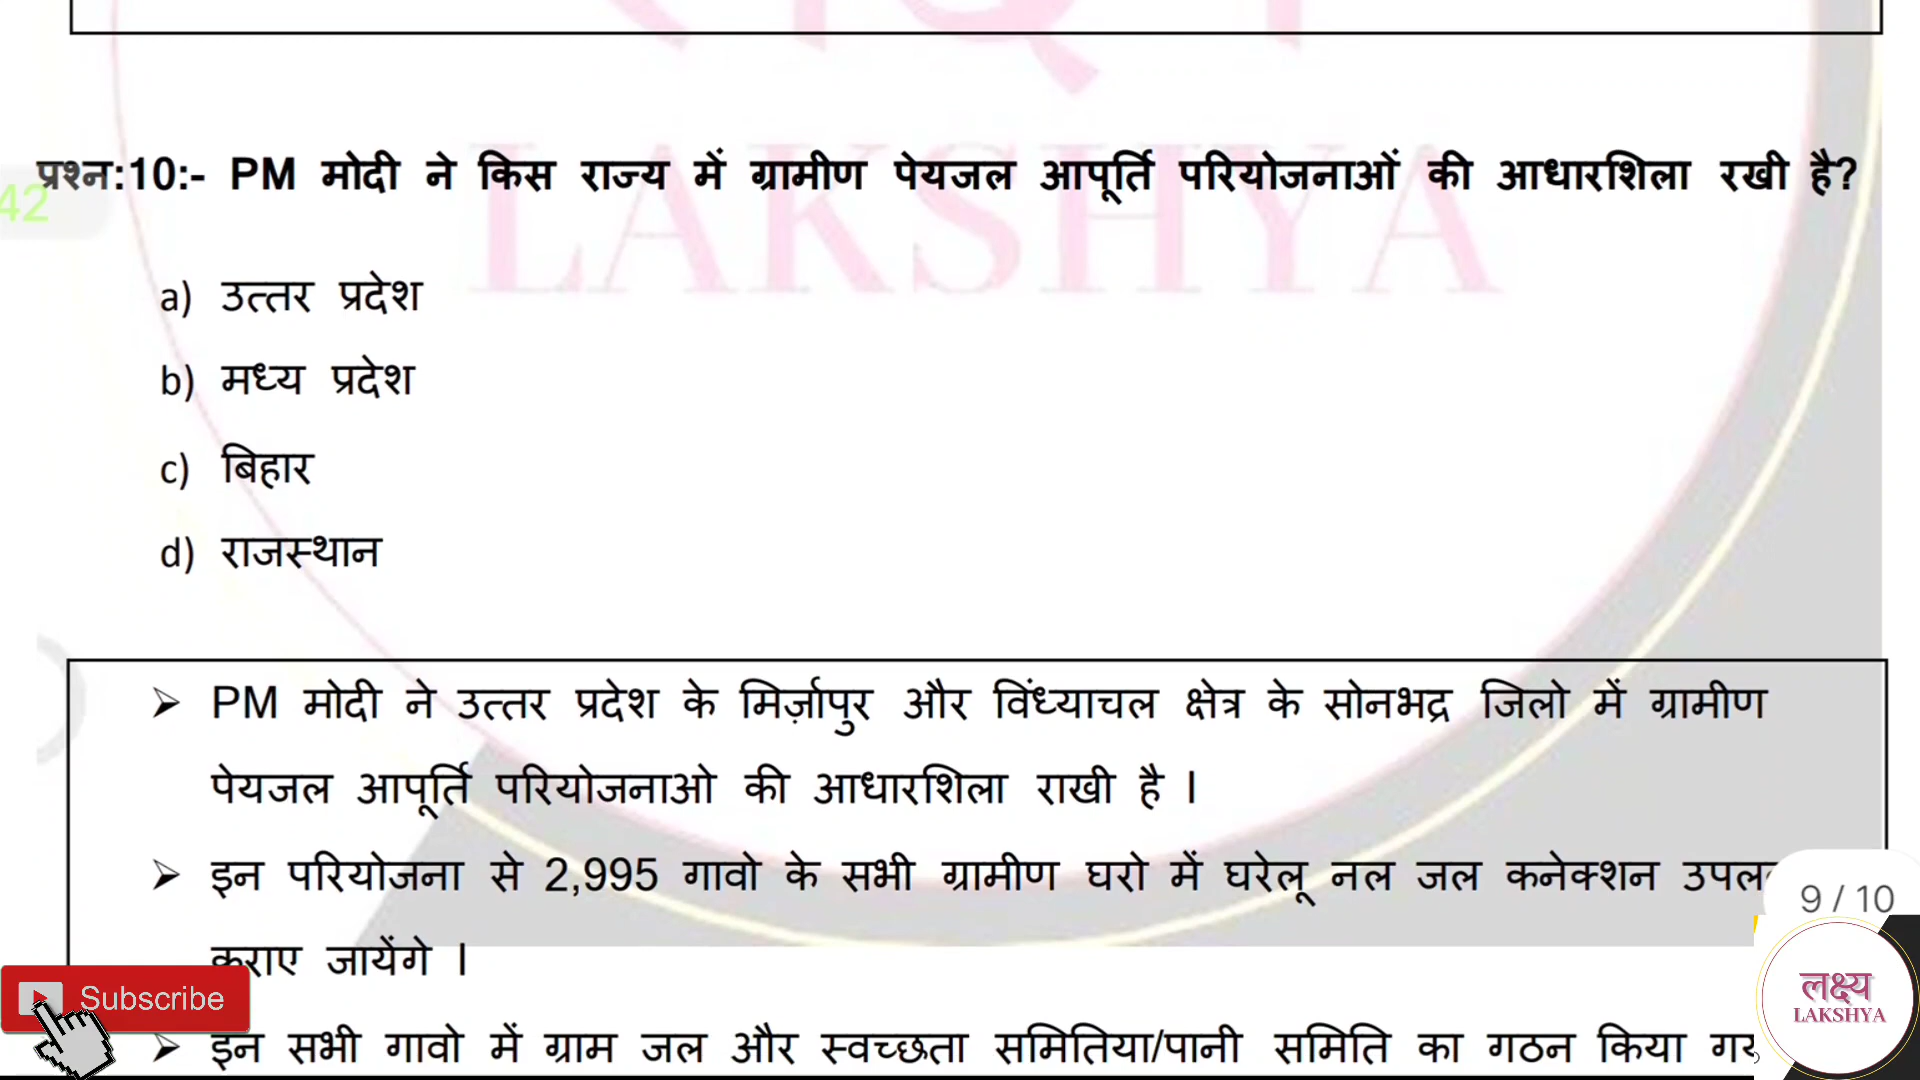 LAKSHYA
प्रश्न:10:- PM मोदी ने किस राज्य में ग्रामीण पेयजल आपूर्ति परियोजनाओं की आधारशिला रखी है?
42
a) उत्तर प्रदेश
b) मध्य प्रदेश
c) बिहार
d) राजस्थान
➢ PM मोदी ने उत्तर प्रदेश के मिर्ज़ापुर और विंध्याचल क्षेत्र के सोनभद्र जिलो में ग्रामीण
पेयजल आपूर्ति परियोजनाओ की आधारशिला राखी है ।
➢ इन परियोजना से 2,995 गावो के सभी ग्रामीण घरो में घरेलू नल जल कनेक्शन
9 / 10
कराए जायेंगे ।
Subscribe
लक्ष्य
LAKSHYA
➢ इन सभी गावो में ग्राम जल और स्वच्छता समितिया/पानी समिति का गठन किया